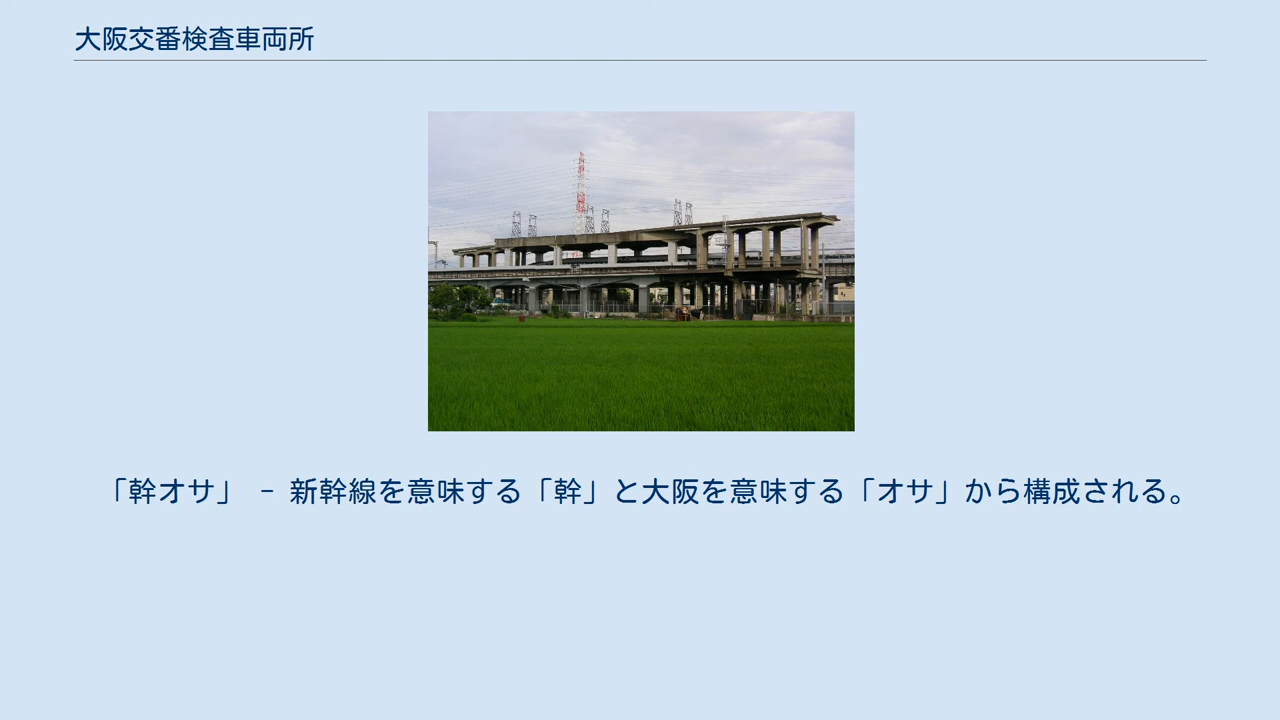 大阪交番検査車両所
「幹オサ」 - 新幹線を意味する「幹」と大阪を意味する「オサ」から構成される。